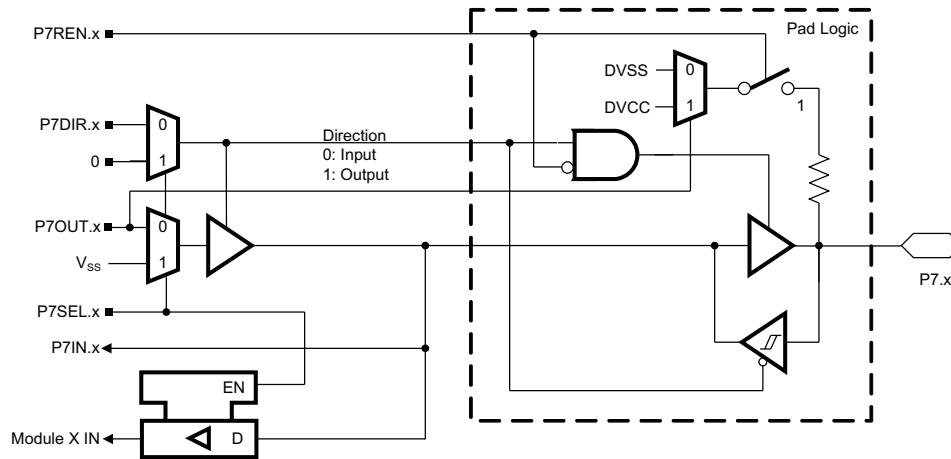 P7REN.x
Pad Logic
DVSS
0
DVCC
1
1
P7DIR.x
0
0
1
Direction
0: Input
1: Output
P7OUT.x
0
VSS
1
P7.x
P7SEL.x
P7IN.x
EN
Module X IN
D